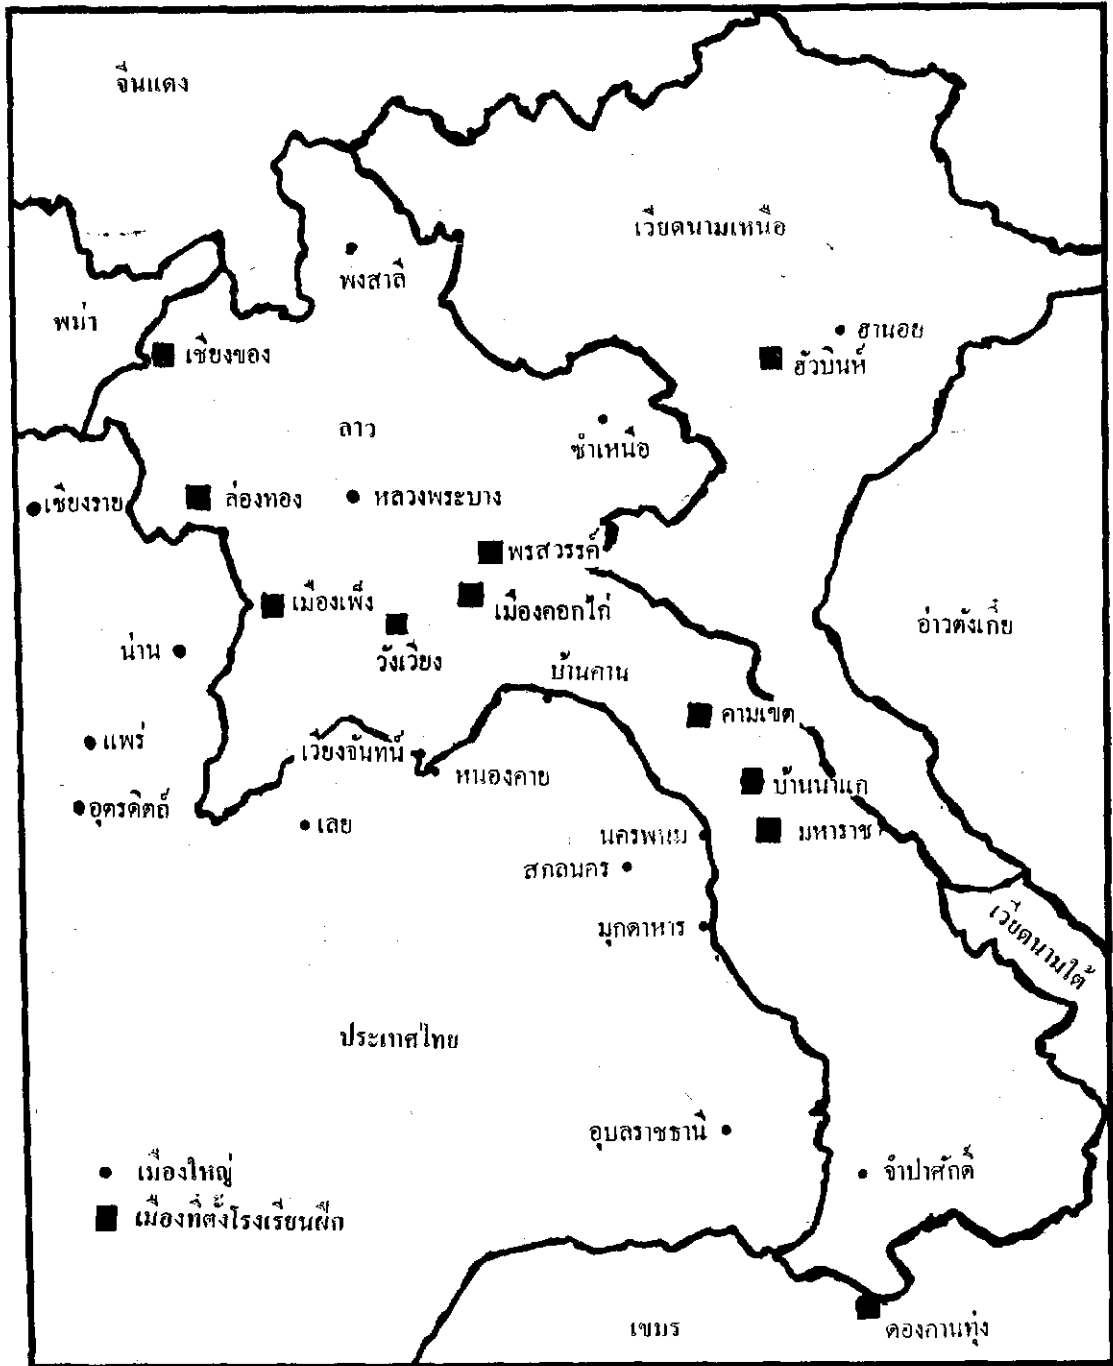 จีนแดง
เวียดนามเหนือ
พงสาลี
พม่า
ฮานอย
เชียงของ
ฮัวบินห์
ลาว
ซำเหนือ
เชียงราย
ล่องทอง
หลวงพระบาง
พรสวรรค์
เมืองเพ็ง
เมืองคอกไก่
อ่าวตังเกี๋ย
น่าน
วังเวียง
บ้านคาน
คามเขต
แพร่
เวียงจันทน์
หนองคาย
บ้านนาแก
อุตรดิตถ์
เลย
นครพนม
มหาราช
สกลนคร
มุกดาหาร
เวียดนามใต้
ประเทศไทย
อุบลราชธานี
จำปาศักดิ์
เมืองใหญ่
เมืองที่ตั้งโรงเรียนฝึก
เขมร
ดองกานทุ่ง